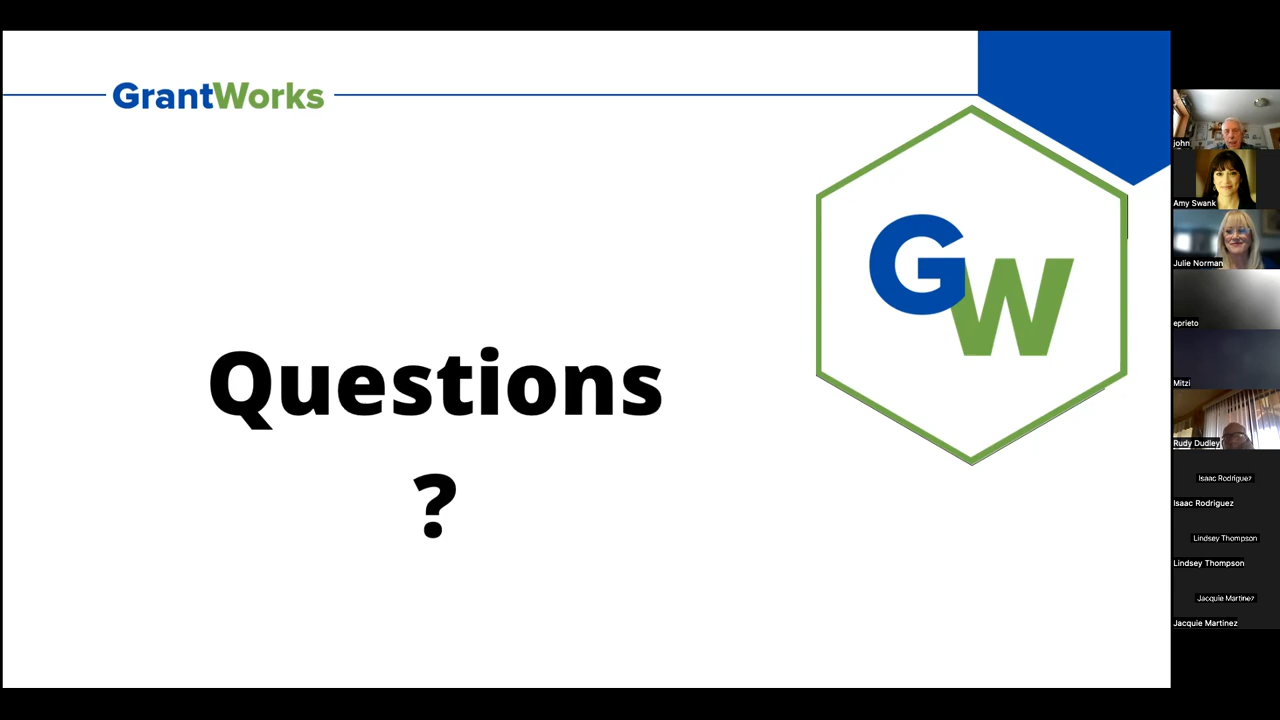 GrantWorks
GW
Questions
?
john
Amy Swank
Julie Norman
eprieto
Mitzi
Rudy Dudley
Isaac Rodriguez
Isaac Rodriguez
Lindsey Thompson
Lindsey Thompson
Jacquie Martinez
Jacquie Martinez